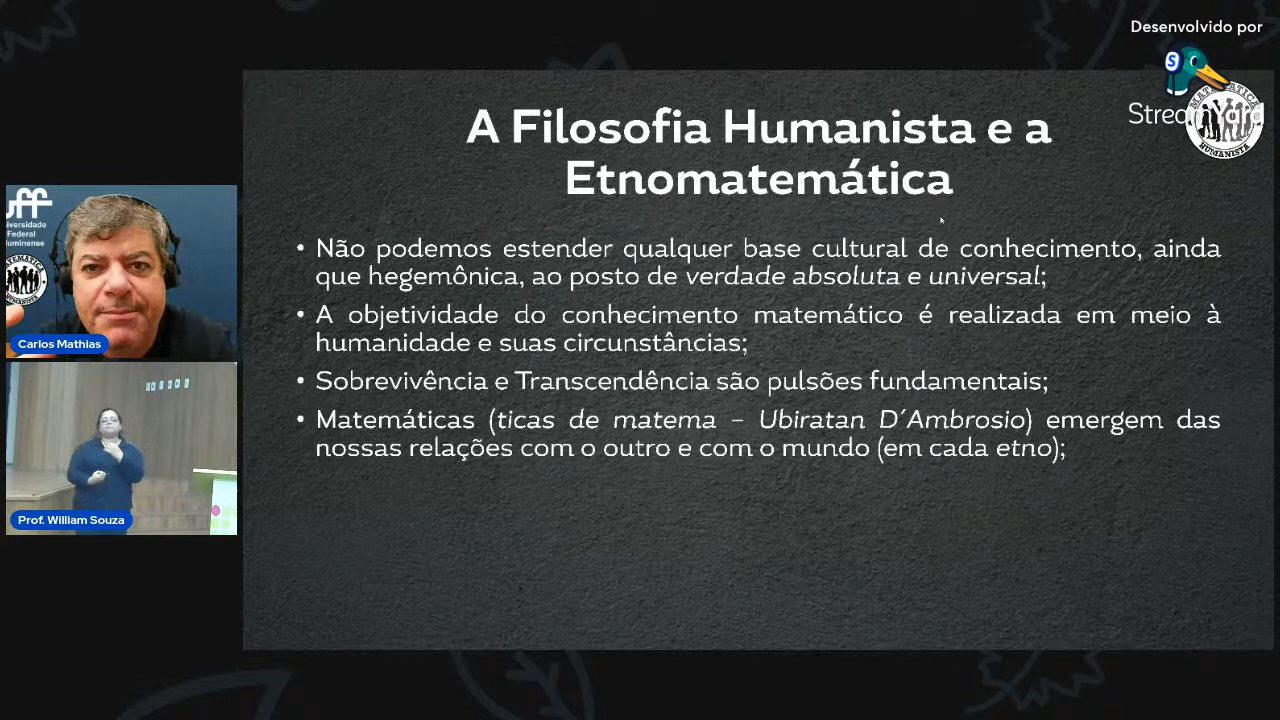 Desenvolvido por
A Filosofia Humanista e a
Etnomatemática
• Não podemos estender qualquer base cultural de conhecimento, ainda
que hegemônica, ao posto de verdade absoluta e universal;
• A objetividade do conhecimento matemático é realizada em meio à
humanidade e suas circunstâncias;
• Sobrevivência e Transcendência são pulsões fundamentais;
• Matemáticas (ticas de matema – Ubiratan D´Ambrosio) emergem das
nossas relações com o outro e com o mundo (em cada etno);
uff
Federal
Carlos Mathias
Prof. William Souza
HUMANISTA